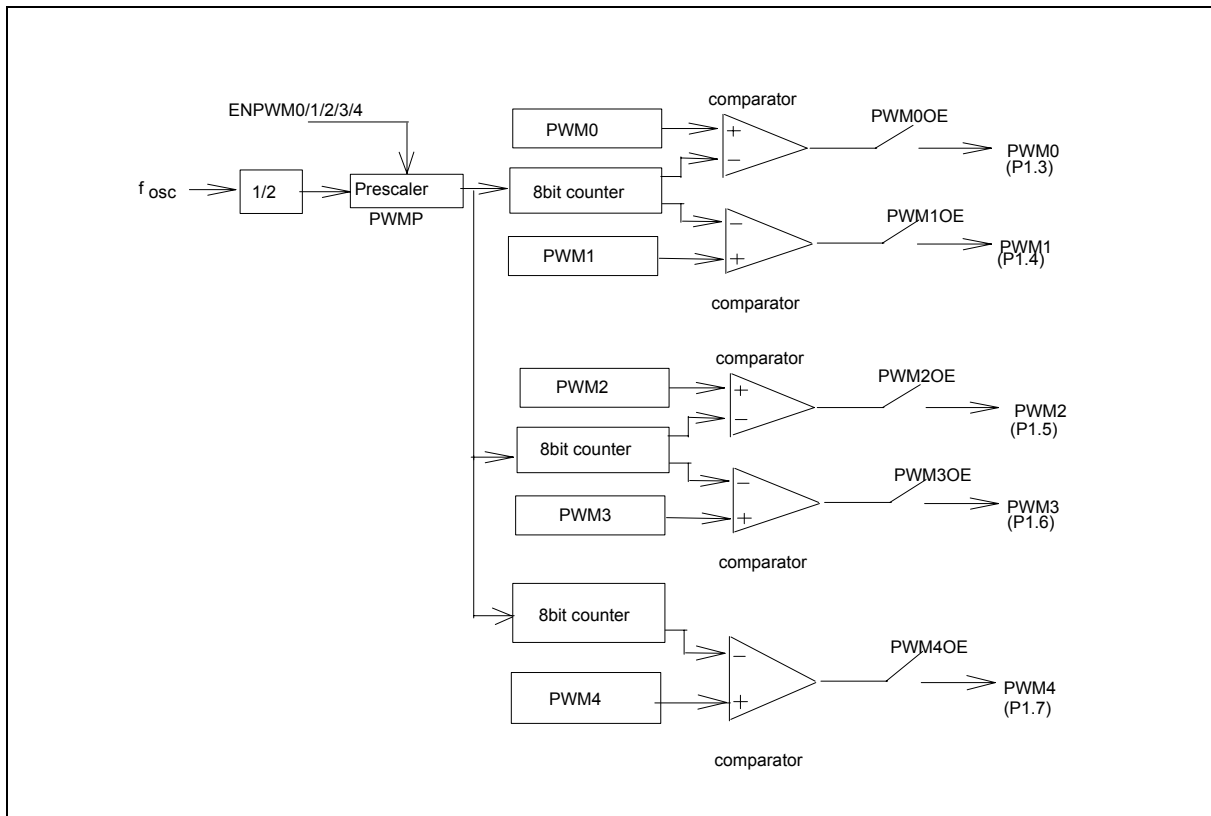 comparator
ENPWM0/1/2/3/4
PWM0
+
−
PWM0OE
PWM0
(P1.3)
f osc
1/2
Prescaler
PWMP
8bit counter
−
+
PWM1OE
PWM1
(P1.4)
PWM1
comparator
comparator
PWM2
+
−
PWM2OE
PWM2
(P1.5)
8bit counter
−
+
PWM3OE
PWM3
(P1.6)
PWM3
comparator
8bit counter
−
+
PWM4OE
PWM4
(P1.7)
PWM4
comparator